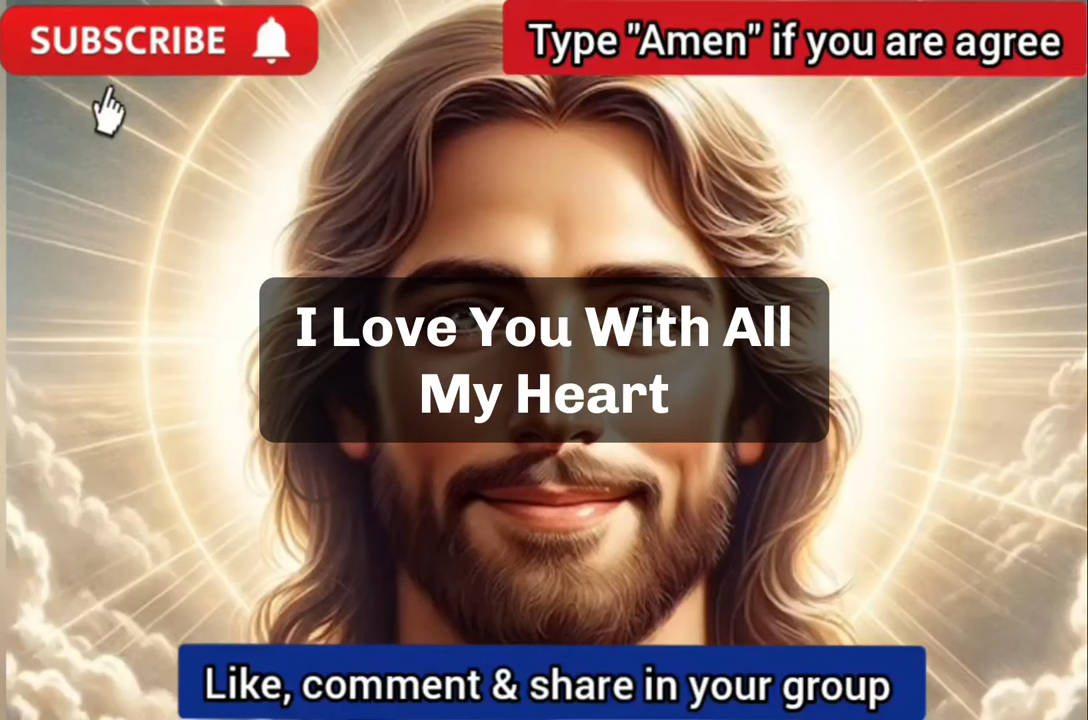 SUBSCRIBE
Type "Amen" if you are agree
I Love You With All
My Heart
Like, comment & share in your group